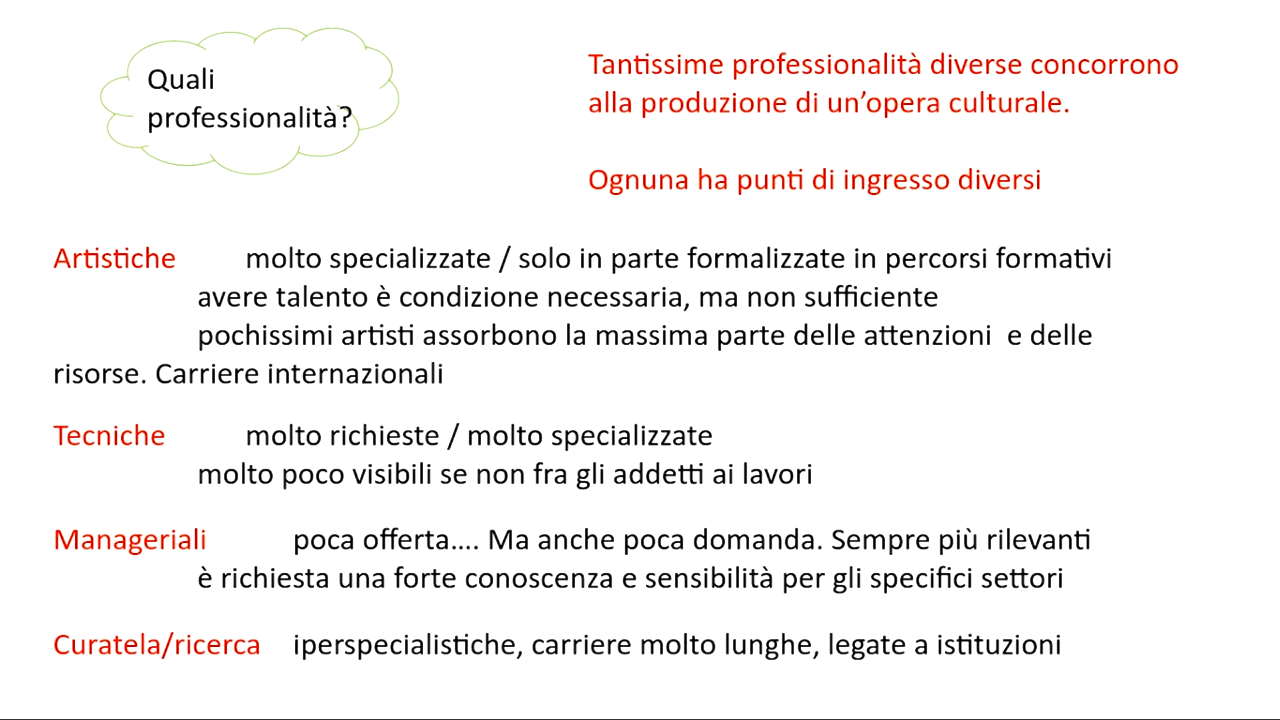 Quali
professionalità?
Tantissime professionalità diverse concorrono
alla produzione di un’opera culturale.
Ognuna ha punti di ingresso diversi
Artistiche molto specializzate / solo in parte formalizzate in percorsi formativi
avere talento è condizione necessaria, ma non sufficiente
pochissimi artisti assorbono la massima parte delle attenzioni e delle
risorse. Carriere internazionali
Tecniche molto richieste / molto specializzate
molto poco visibili se non fra gli addetti ai lavori
Manageriali poca offerta…. Ma anche poca domanda. Sempre più rilevanti
è richiesta una forte conoscenza e sensibilità per gli specifici settori
Curatela/ricerca iperspecialistiche, carriere molto lunghe, legate a istituzioni